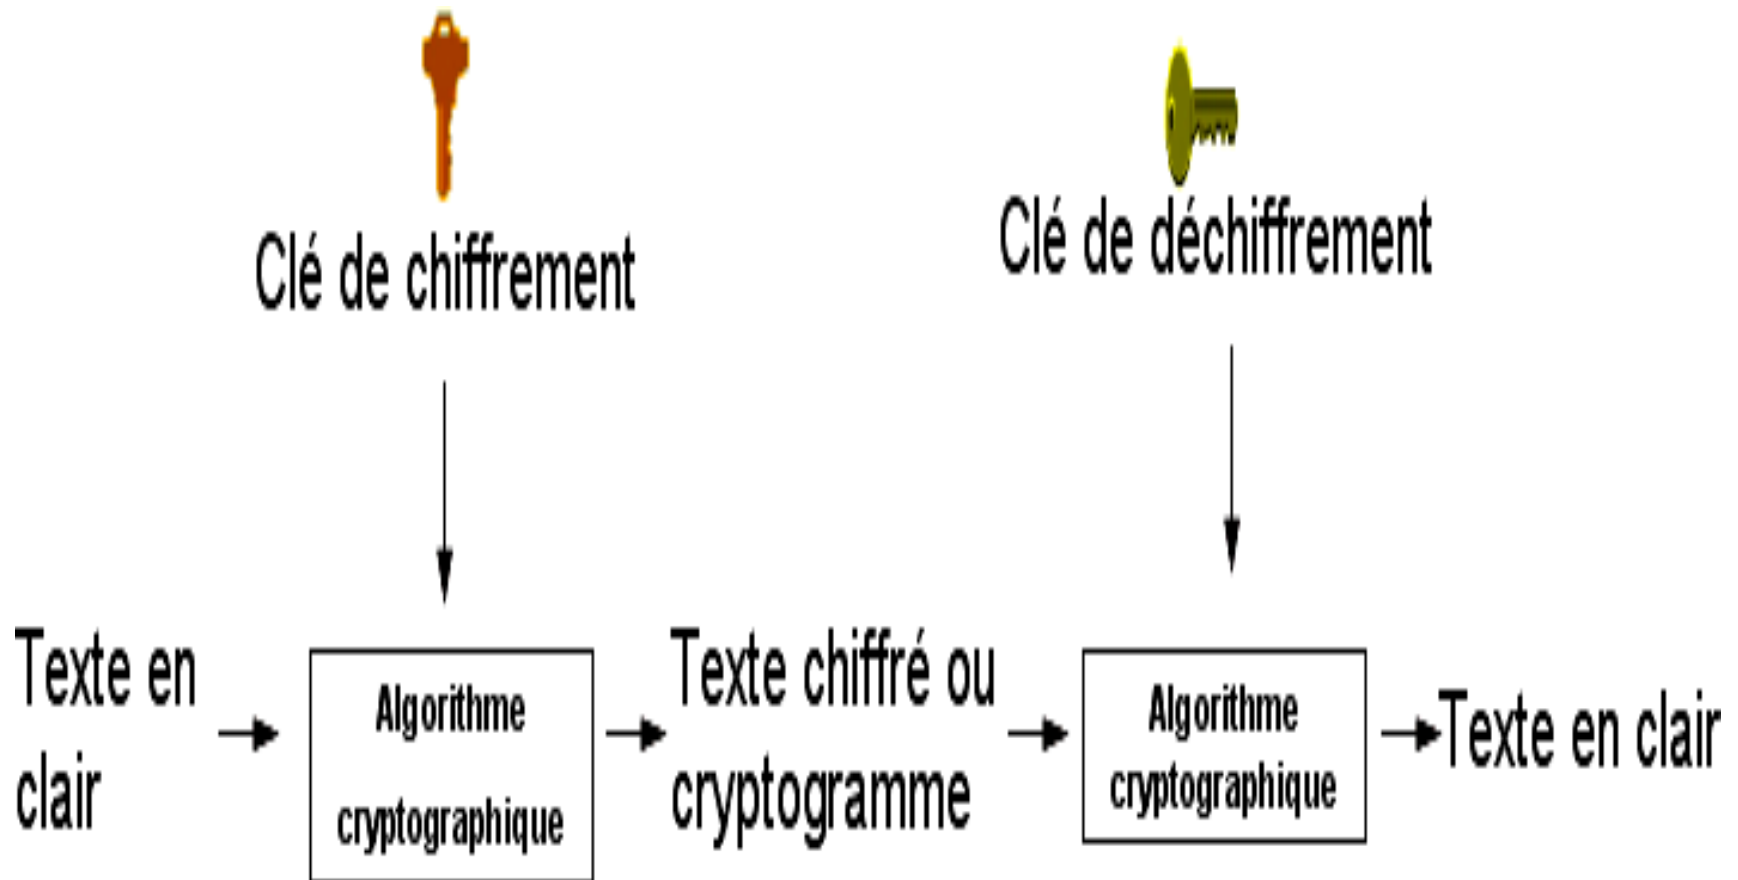 Clé de chiffrement
Clé de déchiffrement
Texte en
clair
Algorithme
cryptographique
Texte chiffré ou
cryptogramme
Algorithme
cryptographique
Texte en clair